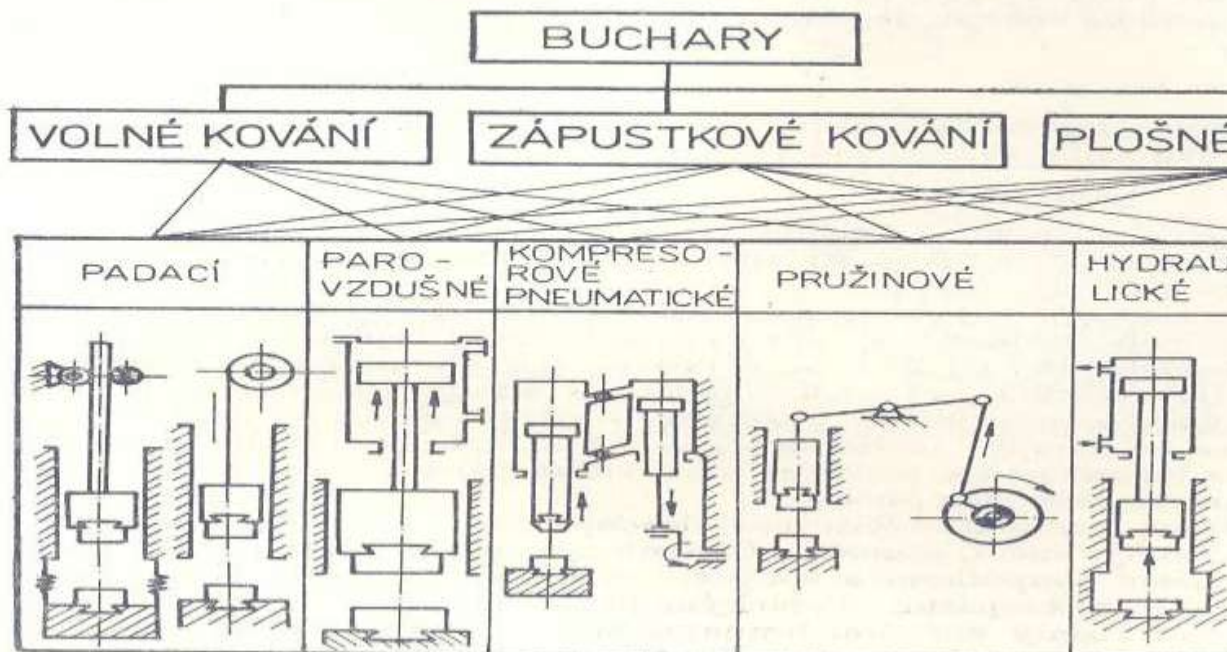 BUCHARY
VOLNÉ KOVÁNÍ
ZÁPUSTKOVÉ KOVÁNÍ
PLOŠNÉ
PADACÍ
PARO-
VZDUŠNÉ
KOMPRESO-
ROVÉ
PNEUMATICKÉ
PRUŽINOVÉ
HYDRAU
LICKÉ